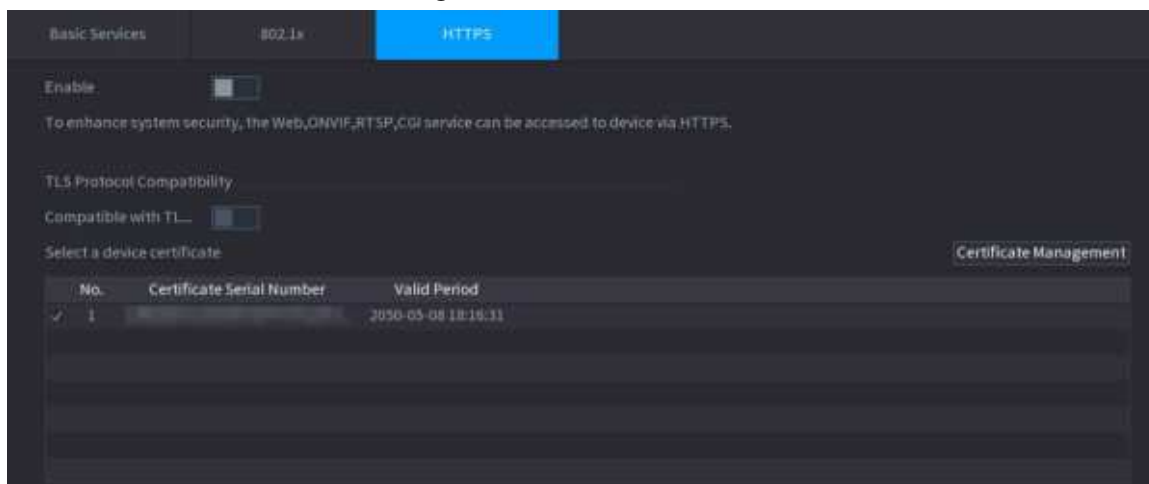 Basic Services 802.1x HTTPS
Enable
To enhance system security, the Web,ONVIF,RTSP,CGI service can be accessed to device via HTTPS.
TLS Protocol Compatibility
Compatible with TL...
Select a device certificate Certificate Management
No. Certificate Serial Number Valid Period
1 2050-05-08 18:16:31